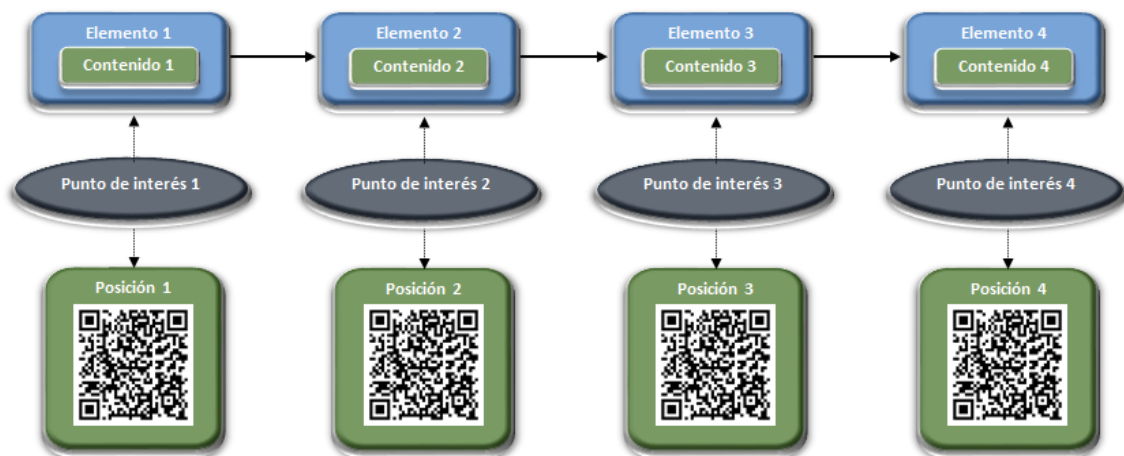 Elemento 1
Elemento 2
Elemento 3
Elemento 4
Contenido 1
Contenido 2
Contenido 3
Contenido 4
Punto de interés 1
Punto de interés 2
Punto de interés 3
Punto de interés 4
Posición 1
Posición 2
Posición 3
Posición 4